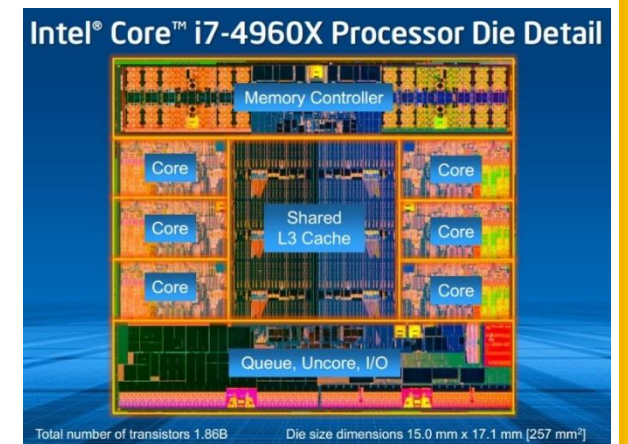 Intel® Core™ i7-4960X Processor Die Detail
Memory Controller
Core
Core
Core
Shared
L3 Cache
Core
Core
Core
Queue, Uncore, I/O
Total number of transistors 1.86B
Die size dimensions 15.0 mm x 17.1 mm [257 mm²]